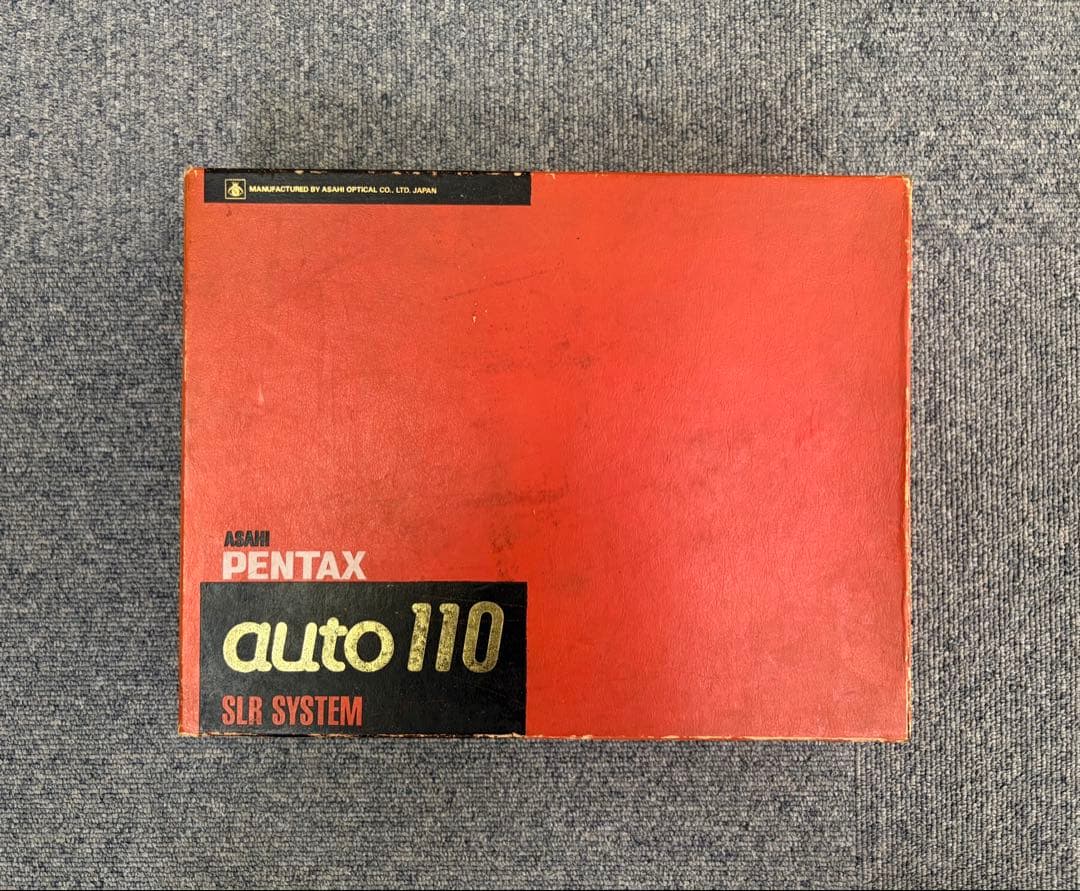 MANUFACTURED BY ASAHI OPTICAL CO., LTD. JAPAN
ASAHI
PENTAX
auto 110
SLR SYSTEM